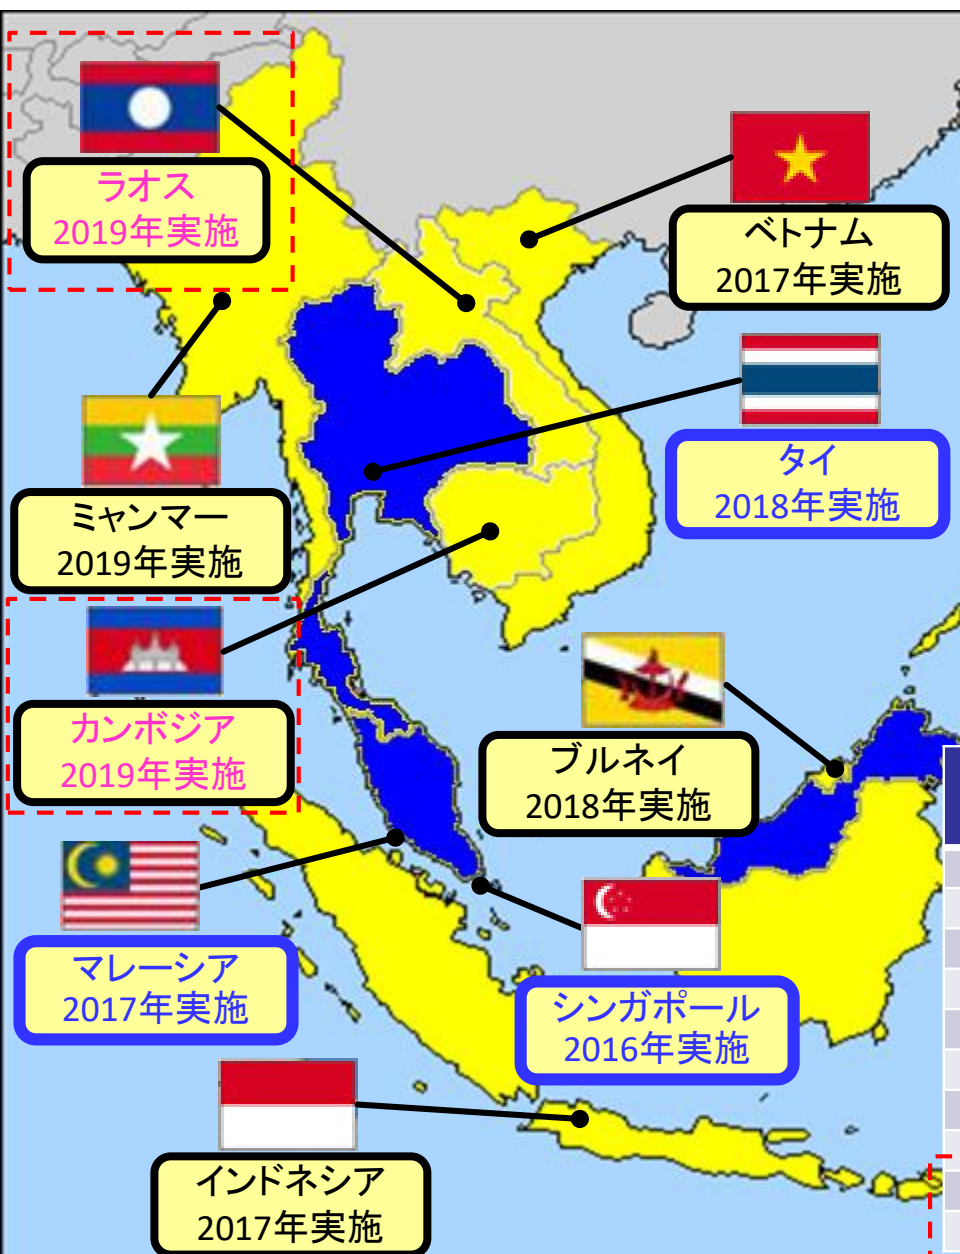 ラオス
2019年実施
ベトナム
2017年実施
タイ
2018年実施
ミャンマー
2019年実施
カンボジア
2019年実施
ブルネイ
2018年実施
マレーシア
2017年実施
シンガポール
2016年実施
インドネシア
2017年実施